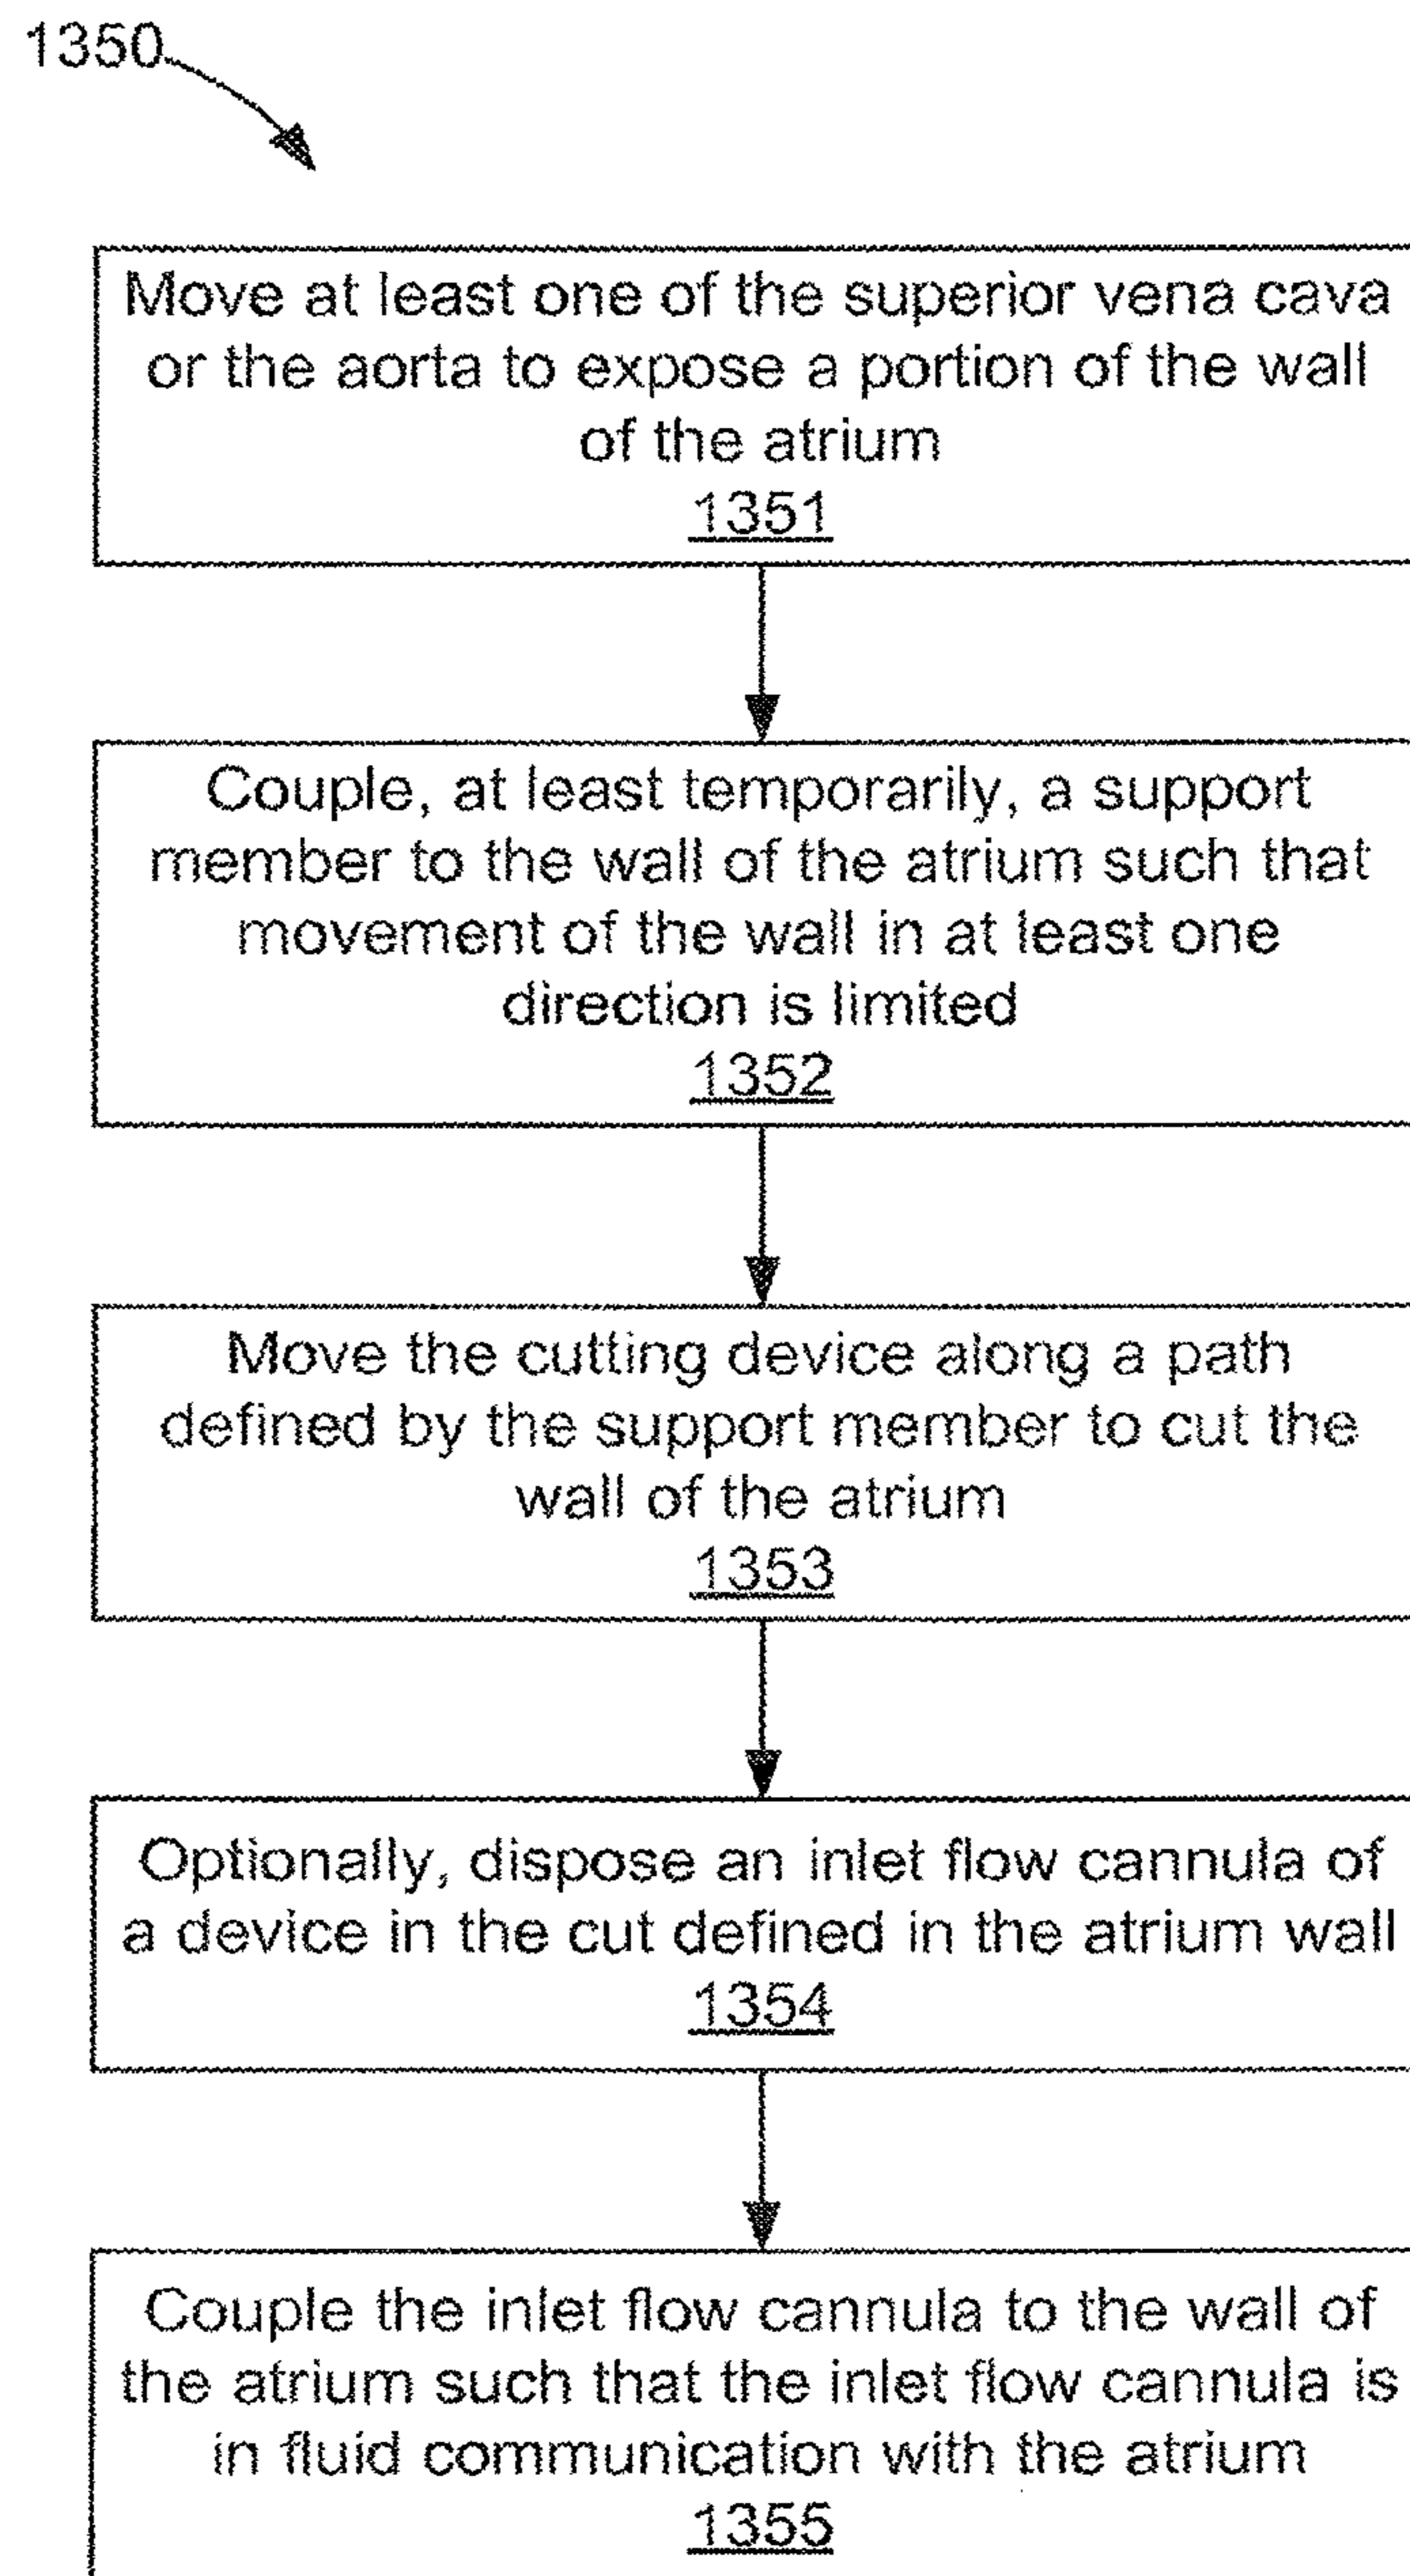 1350
Move at least one of the superior vena cava
or the aorta to expose a portion of the wall
of the atrium
1351
Couple, at least temporarily, a support
member to the wall of the atrium such that
movement of the wall in at least one
direction is limited
1352
Move the cutting device along a path
defined by the support member to cut the
wall of the atrium
1353
Optionally, dispose an inlet flow cannula of
a device in the cut defined in the atrium wall
1354
Couple the inlet flow cannula to the wall of
the atrium such that the inlet flow cannula is
in fluid communication with the atrium
1355